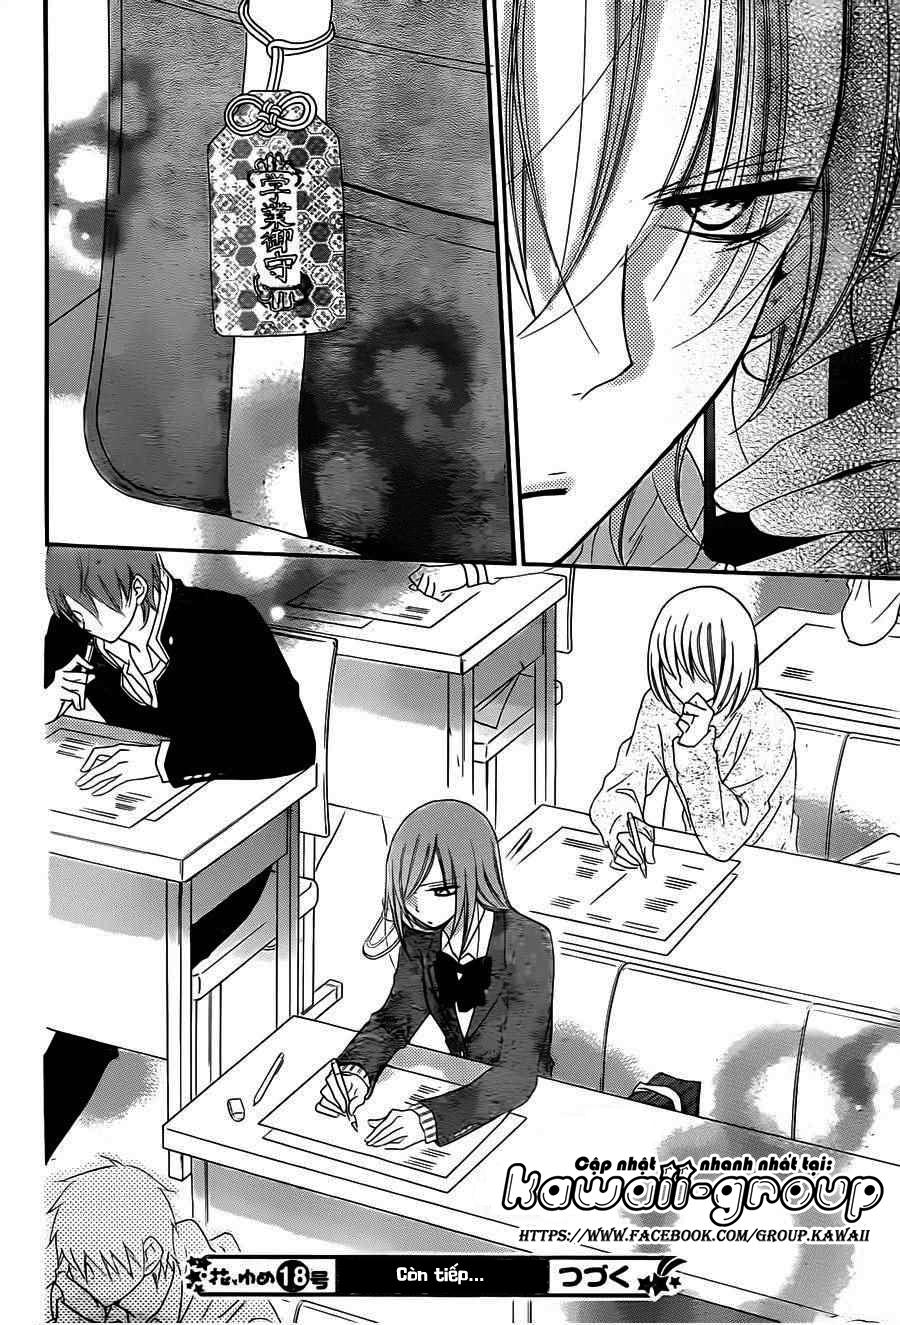 学業御守
Cập nhật nhanh nhất tại:
kawaii-group
HTTPS://WWW.FACEBOOK.COM/GROUP.KAWAII
花とゆめ18号
Còn tiếp...
つづく